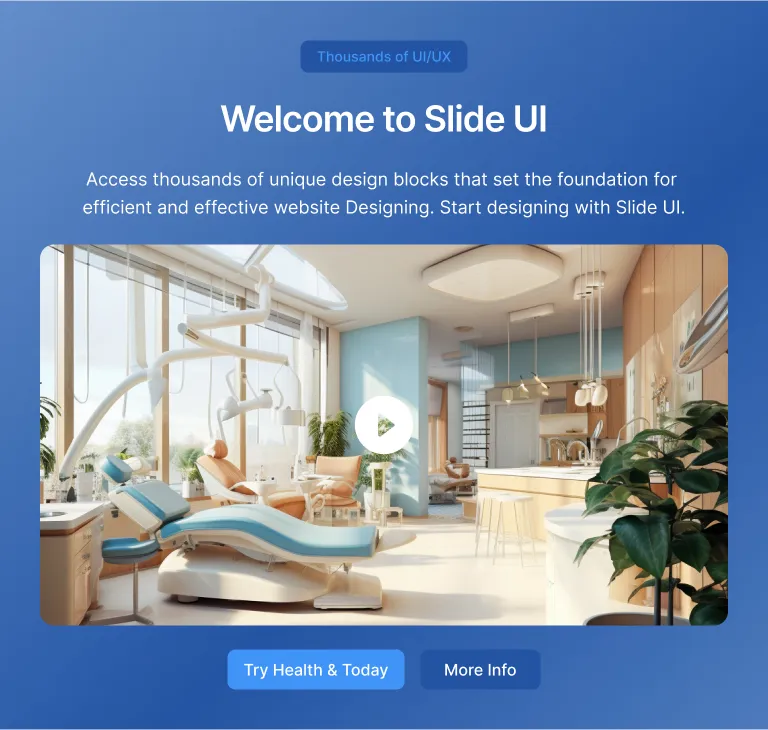 Thousands of UI/UX
Welcome to Slide UI
Access thousands of unique design blocks that set the foundation for
efficient and effective website Designing. Start designing with Slide UI.
Try Health & Today
More Info